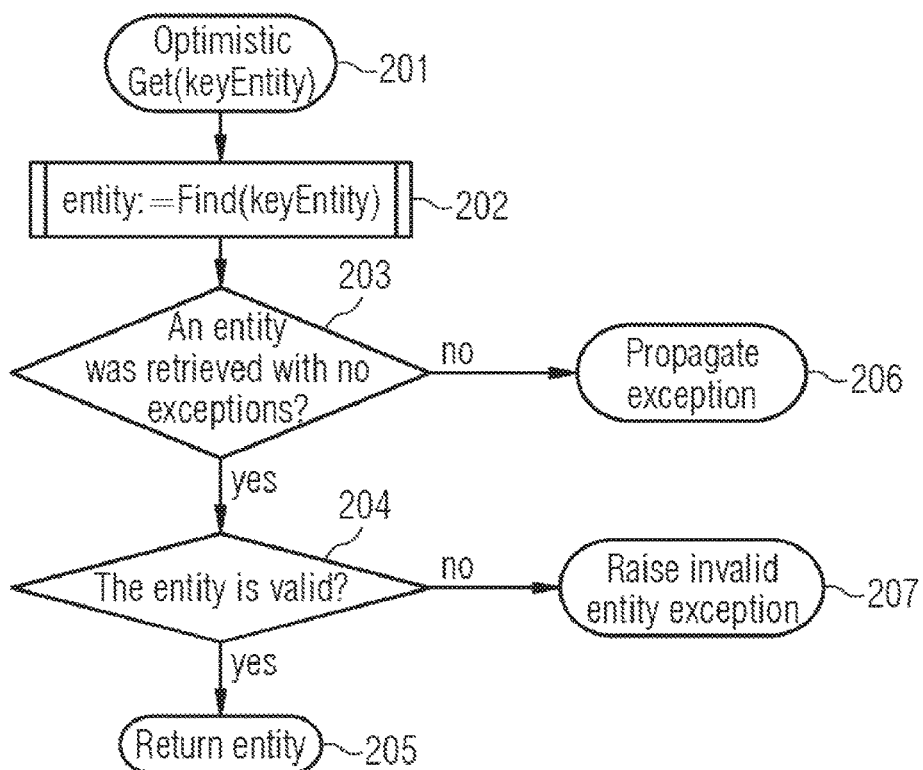 Optimistic
Get(keyEntity)
201
entity:=Find(keyEntity)
202
203
An entity
was retrieved with no
exceptions?
no
Propagate
exception
206
yes
204
The entity is valid?
no
Raise invalid
entity exception
207
yes
Return entity
205